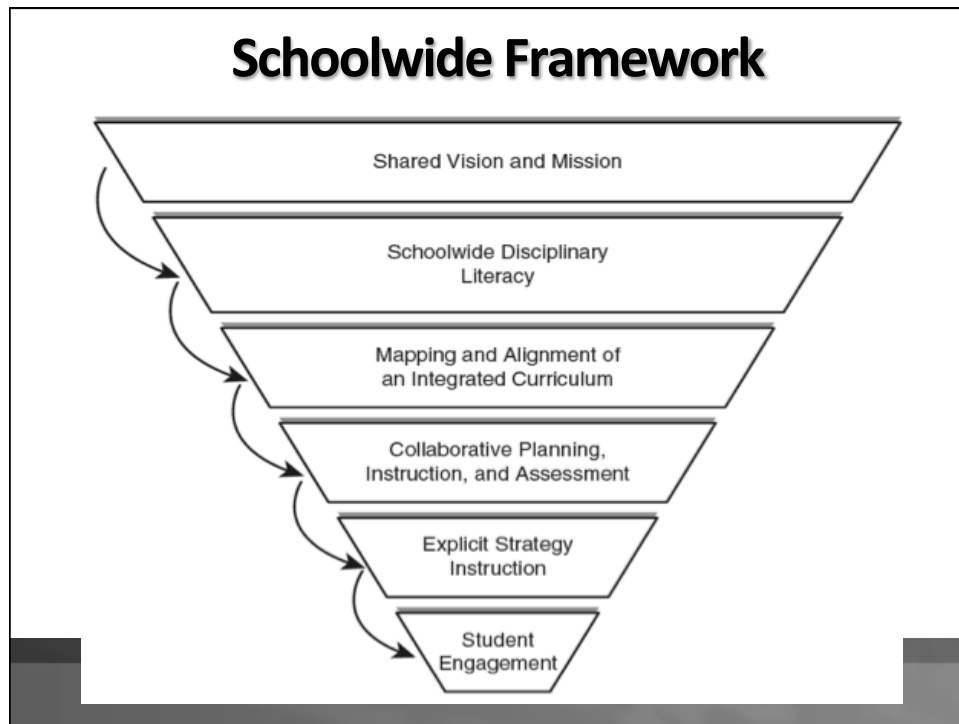 Schoolwide Framework
Shared Vision and Mission
Schoolwide Disciplinary
Literacy
Mapping and Alignment of
an Integrated Curriculum
Collaborative Planning,
Instruction, and Assessment
Explicit Strategy
Instruction
Student
Engagement